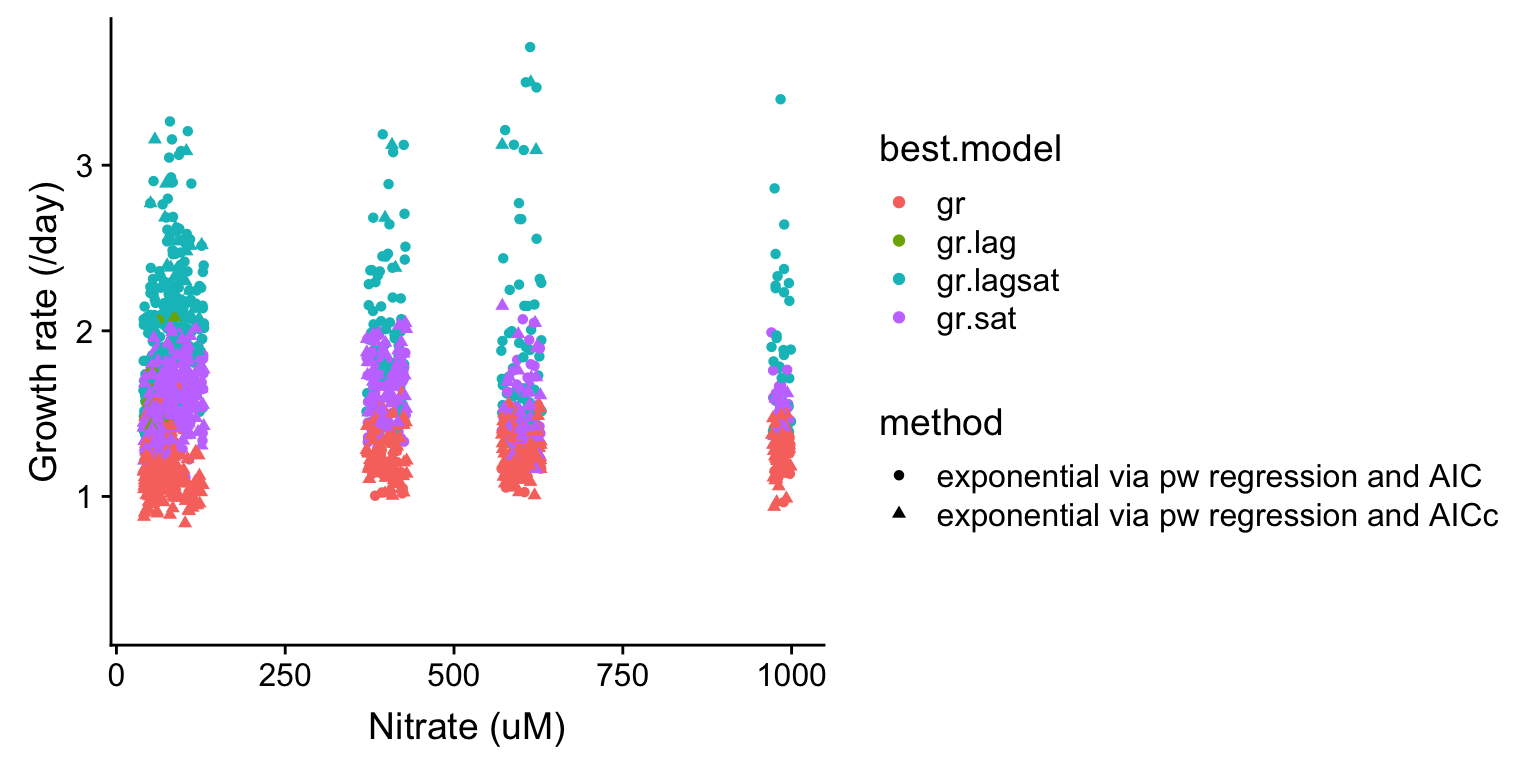 Growth rate (/day)
3
2
1
0
250
500
750
1000
Nitrate (uM)
best.model
gr
gr.lag
gr.lagsat
gr.sat
method
exponential via pw regression and AIC
exponential via pw regression and AICc